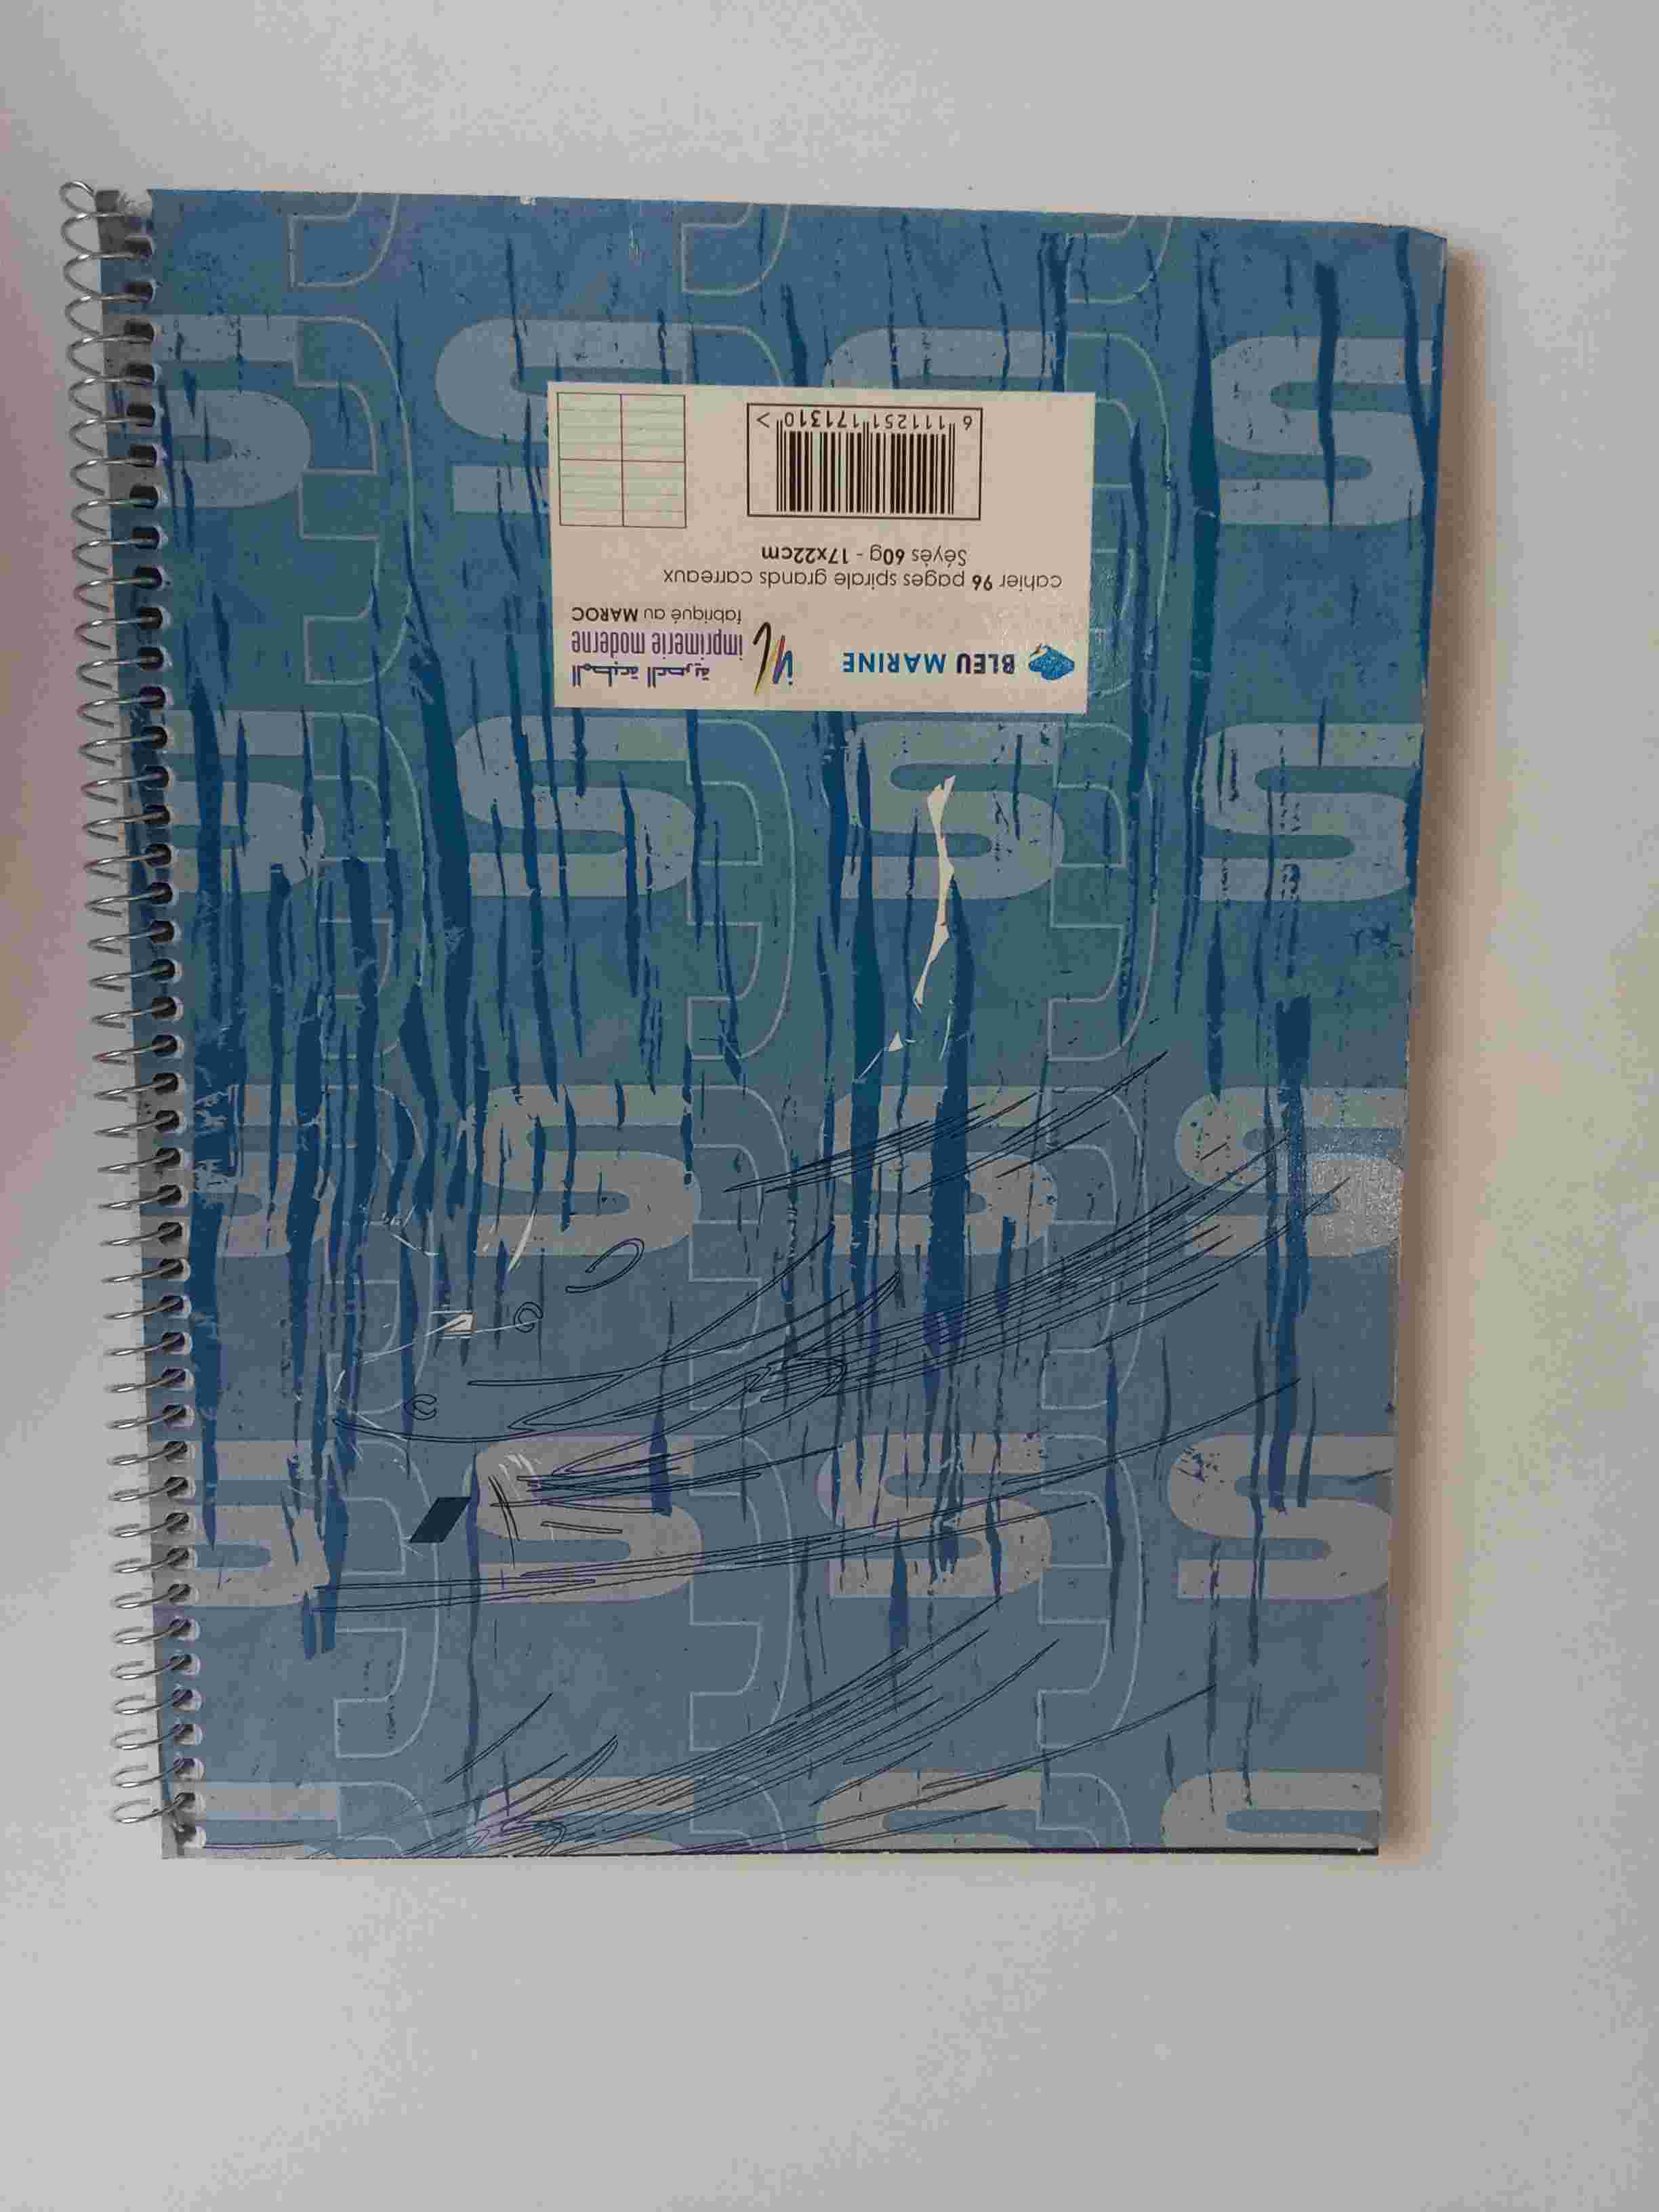 BLEU MARINE
المطبعة العصرية
imprimerie moderne
fabriqué au MAROC
cahier 96 pages spirale grands carreaux
Séyès 60g - 17x22cm
6 111251 171310 >